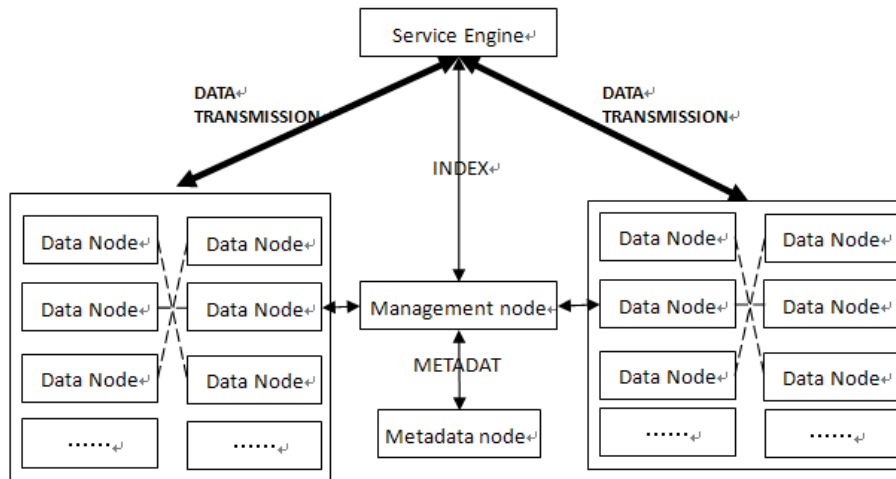 Service Engine
DATA
TRANSMISSION
DATA
TRANSMISSION
INDEX
Data Node
Data Node
Data Node
Data Node
Data Node
Data Node
······
······
Management node
METADAT
Metadata node
Data Node
Data Node
Data Node
Data Node
Data Node
Data Node
······
······